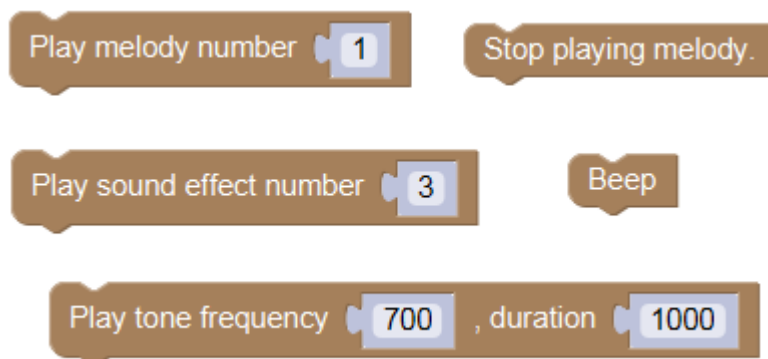 Play melody number 1
Stop playing melody.
Play sound effect number 3
Beep
Play tone frequency 700 , duration 1000